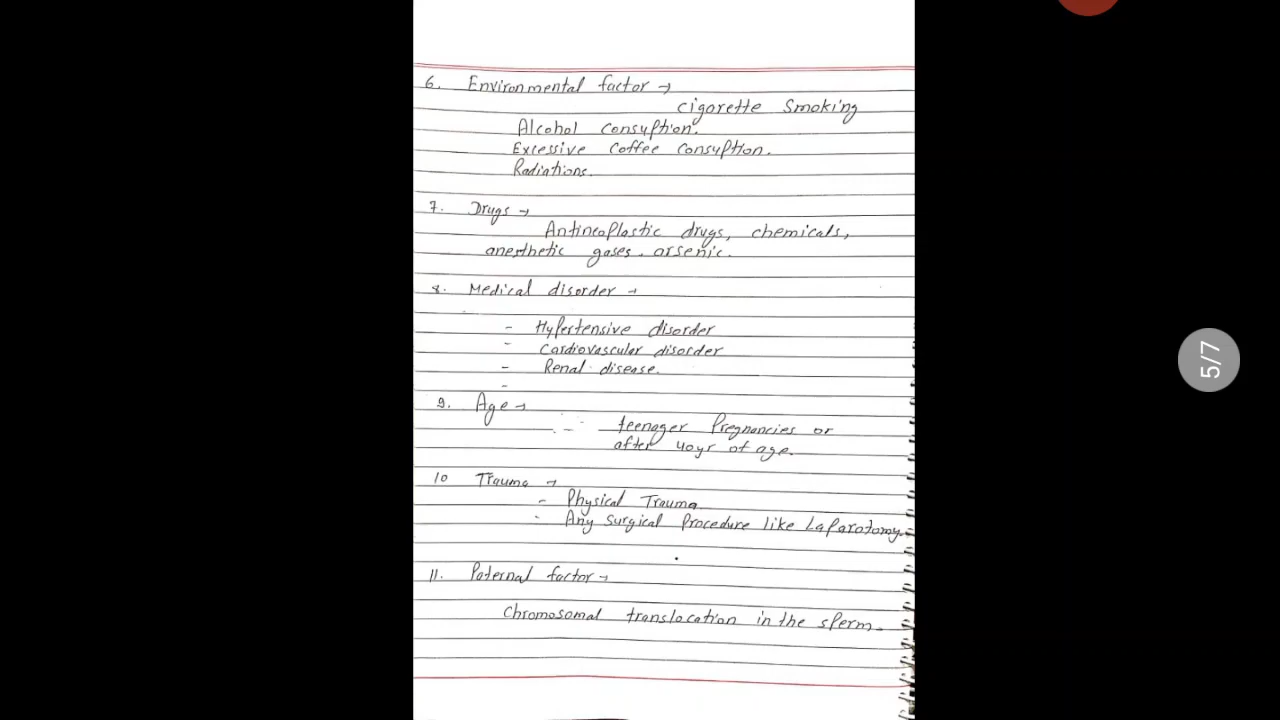 6. Environmental factor →
cigarette smoking
Alcohol consuption.
Excessive coffee consuption.
Radiations.
7. Drugs →
Antineoplastic drugs, chemicals,
anesthetic gases. arsenic.
8. Medical disorder →
- Hypertensive disorder
- Cardiovascular disorder
- Renal disease.
-
9. Age →
teenager Pregnancies or
after 40yr of age.
10 Trauma →
- Physical Trauma
- Any surgical Procedure like Laparotomy.
11. Paternal factor →
Chromosomal translocation in the sperm.
5/7